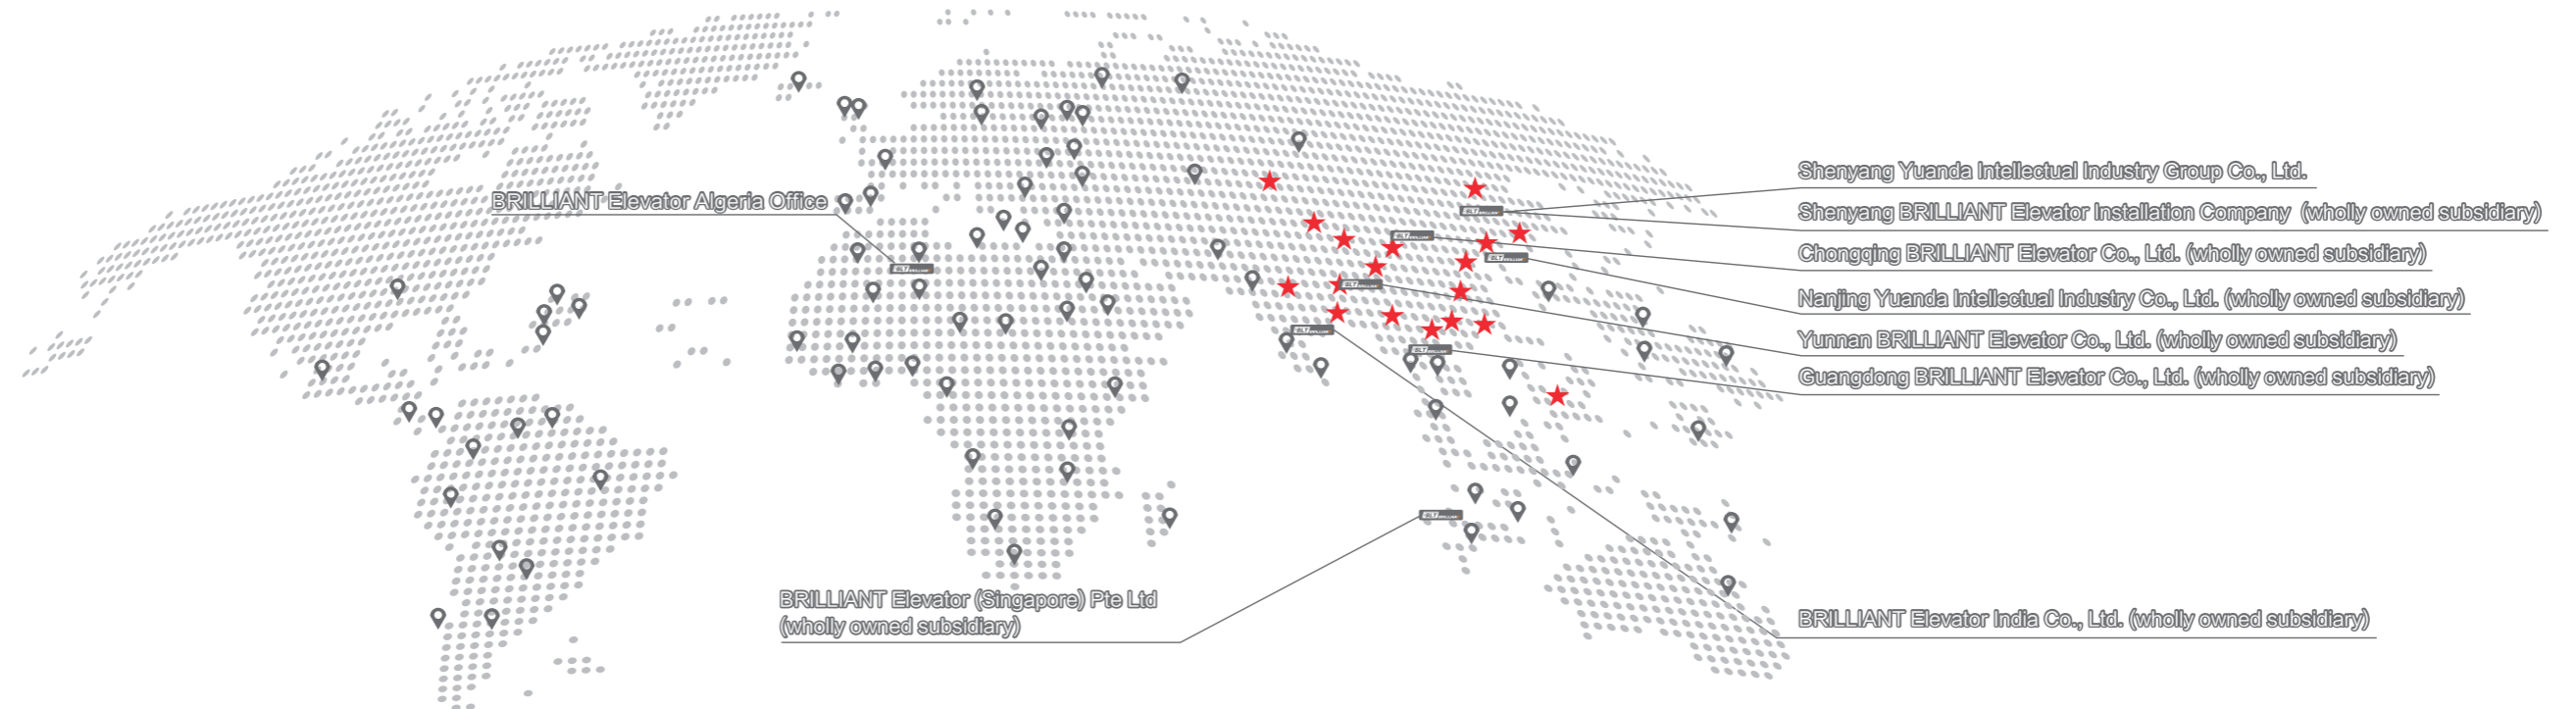 Shenyang Yuanda Intellectual Industry Group Co., Ltd.
BRILLIANT Elevator Algeria Office
Shenyang BRILLIANT Elevator Installation Company (wholly owned subsidiary)
Chongqing BRILLIANT Elevator Co., Ltd. (wholly owned subsidiary)
Nanjing Yuanda Intellectual Industry Co., Ltd. (wholly owned subsidiary)
Yunnan BRILLIANT Elevator Co., Ltd. (wholly owned subsidiary)
Guangdong BRILLIANT Elevator Co., Ltd. (wholly owned subsidiary)
BRILLIANT Elevator (Singapore) Pte Ltd
(wholly owned subsidiary)
BRILLIANT Elevator India Co., Ltd. (wholly owned subsidiary)